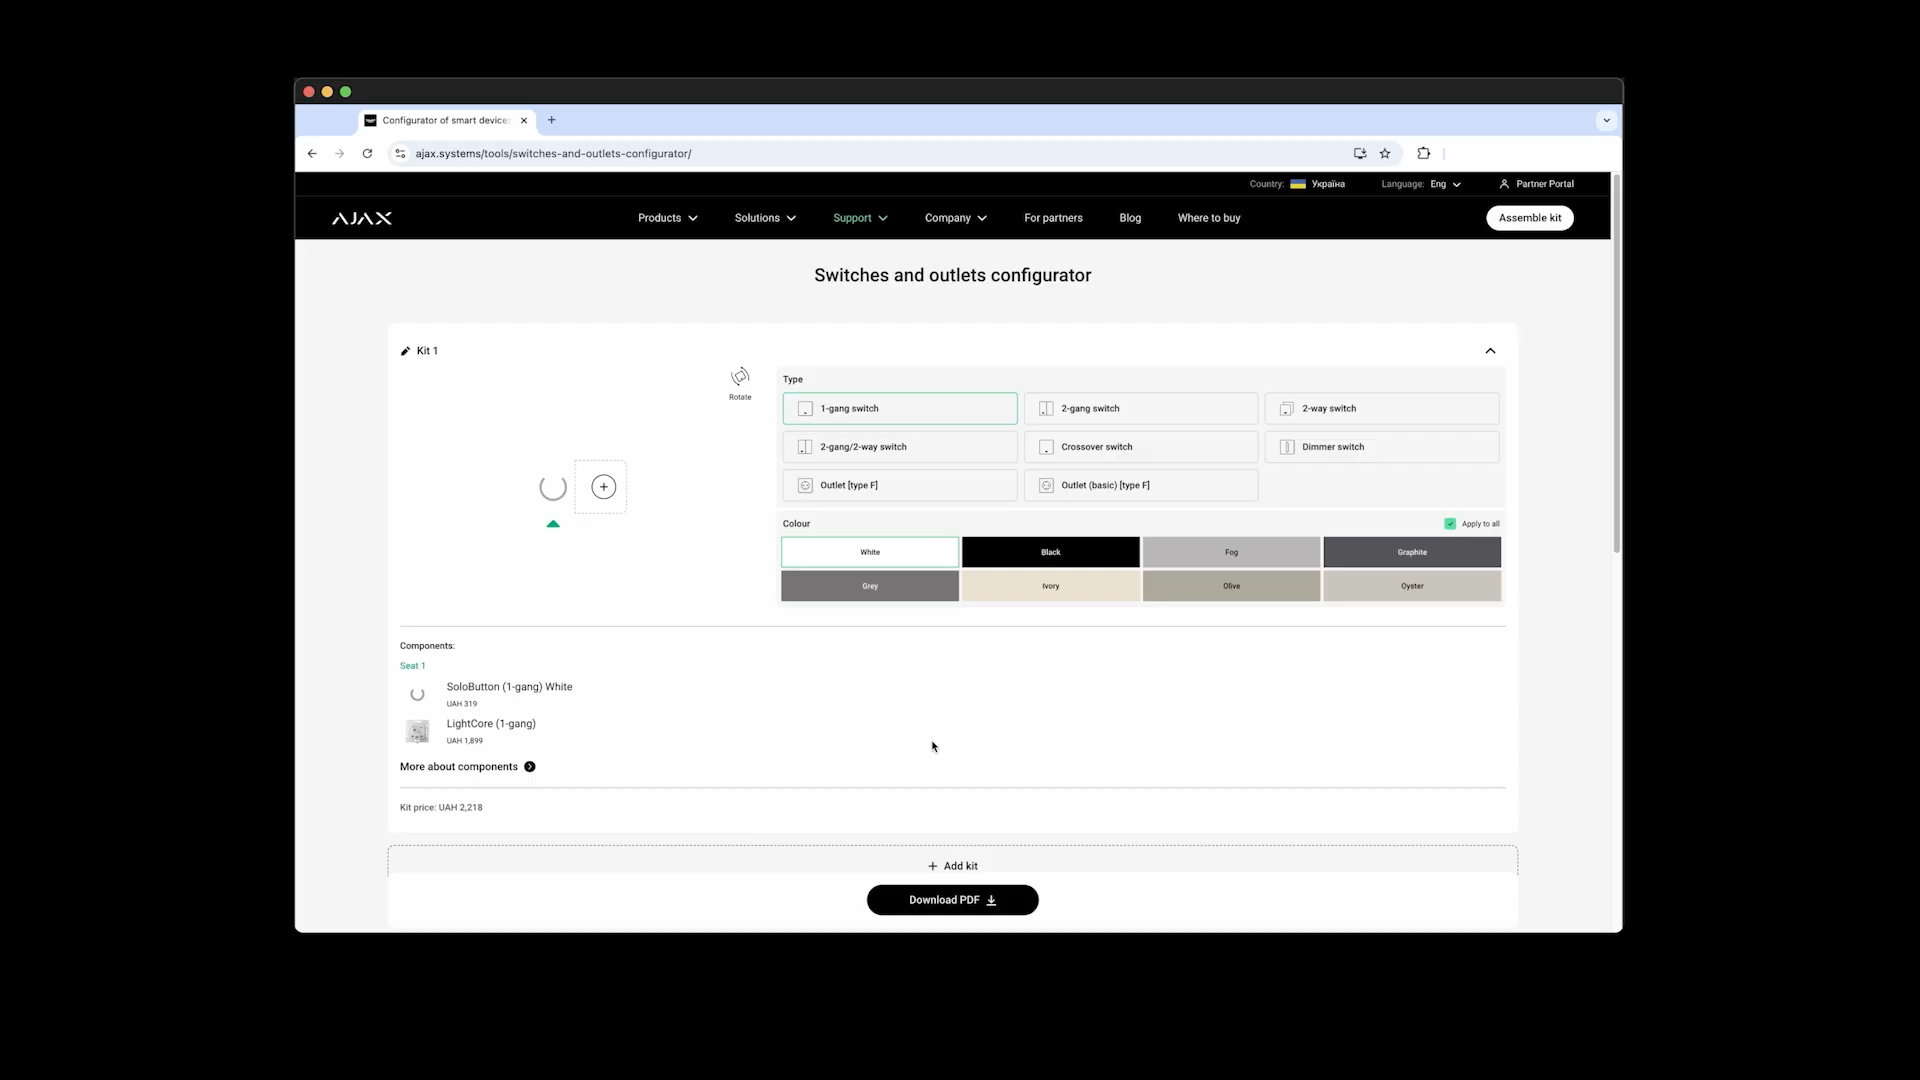 Configurator of smart device
ajax.systems/tools/switches-and-outlets-configurator/
Country: Україна Language: Eng Partner Portal
AJAX Products Solutions Support Company For partners Blog Where to buy Assemble kit
Switches and outlets configurator
Kit 1
Rotate
Type
1-gang switch 2-gang switch 2-way switch
2-gang/2-way switch Crossover switch Dimmer switch
Outlet [type F] Outlet (basic) [type F]
Colour Apply to all
White Black Fog Graphite
Grey Ivory Olive Oyster
Components:
Seat 1
SoloButton (1-gang) White
UAH 319
LightCore (1-gang)
UAH 1,899
More about components
Kit price: UAH 2,218
+ Add kit
Download PDF